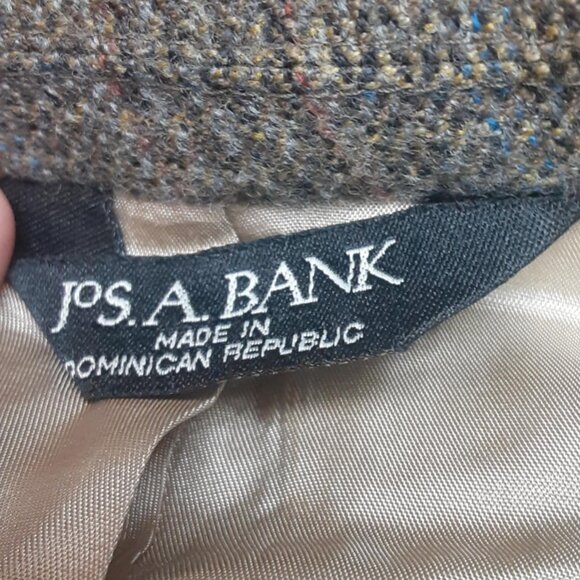 JOS. A. BANK
MADE IN
DOMINICAN REPUBLIC